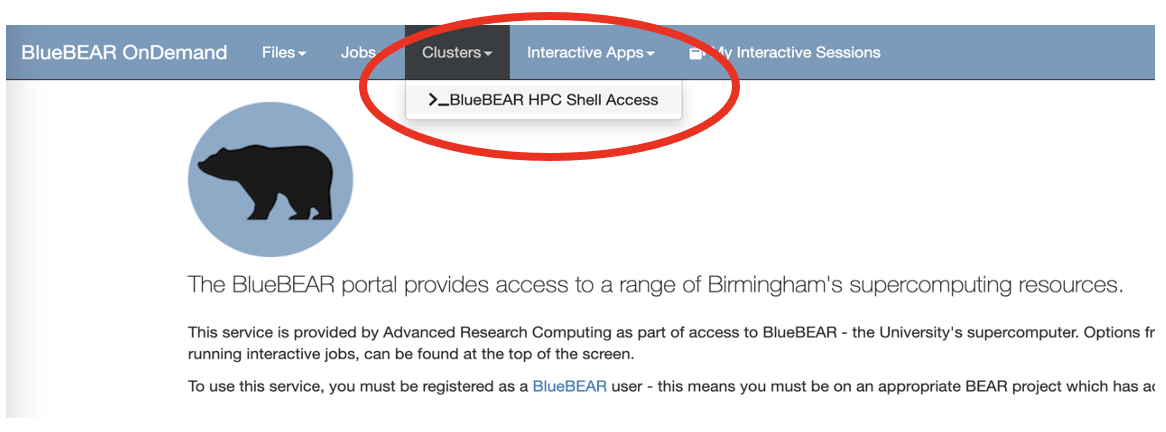 BlueBEAR OnDemand Files Jobs Clusters Interactive Apps My Interactive Sessions
>_BlueBEAR HPC Shell Access
The BlueBEAR portal provides access to a range of Birmingham's supercomputing resources.
This service is provided by Advanced Research Computing as part of access to BlueBEAR - the University's supercomputer. Options
running interactive jobs, can be found at the top of the screen.
To use this service, you must be registered as a BlueBEAR user - this means you must be on an appropriate BEAR project which has